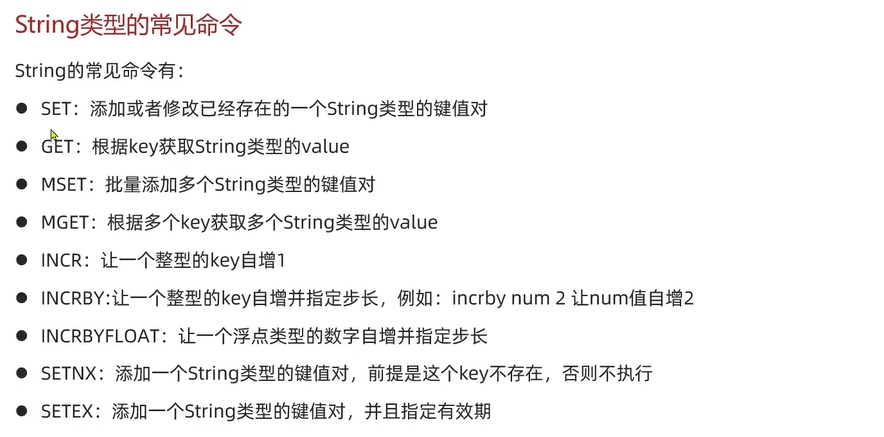 String类型的常见命令
String的常见命令有：
● SET：添加或者修改已经存在的一个String类型的键值对
● GET：根据key获取String类型的value
● MSET：批量添加多个String类型的键值对
● MGET：根据多个key获取多个String类型的value
● INCR：让一个整型的key自增1
● INCRBY:让一个整型的key自增并指定步长，例如：incrby num 2 让num值自增2
● INCRBYFLOAT：让一个浮点类型的数字自增并指定步长
● SETNX：添加一个String类型的键值对，前提是这个key不存在，否则不执行
● SETEX：添加一个String类型的键值对，并且指定有效期